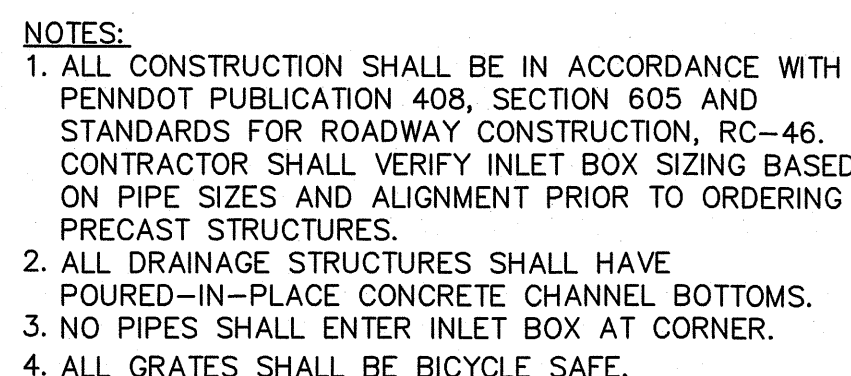 NOTES:
1. ALL CONSTRUCTION SHALL BE IN ACCORDANCE WITH
PENNDOT PUBLICATION 408, SECTION 605 AND
STANDARDS FOR ROADWAY CONSTRUCTION, RC-46.
CONTRACTOR SHALL VERIFY INLET BOX SIZING BASED
ON PIPE SIZES AND ALIGNMENT PRIOR TO ORDERING
PRECAST STRUCTURES.
2. ALL DRAINAGE STRUCTURES SHALL HAVE
POURED-IN-PLACE CONCRETE CHANNEL BOTTOMS.
3. NO PIPES SHALL ENTER INLET BOX AT CORNER.
4. ALL GRATES SHALL BE BICYCLE SAFE.